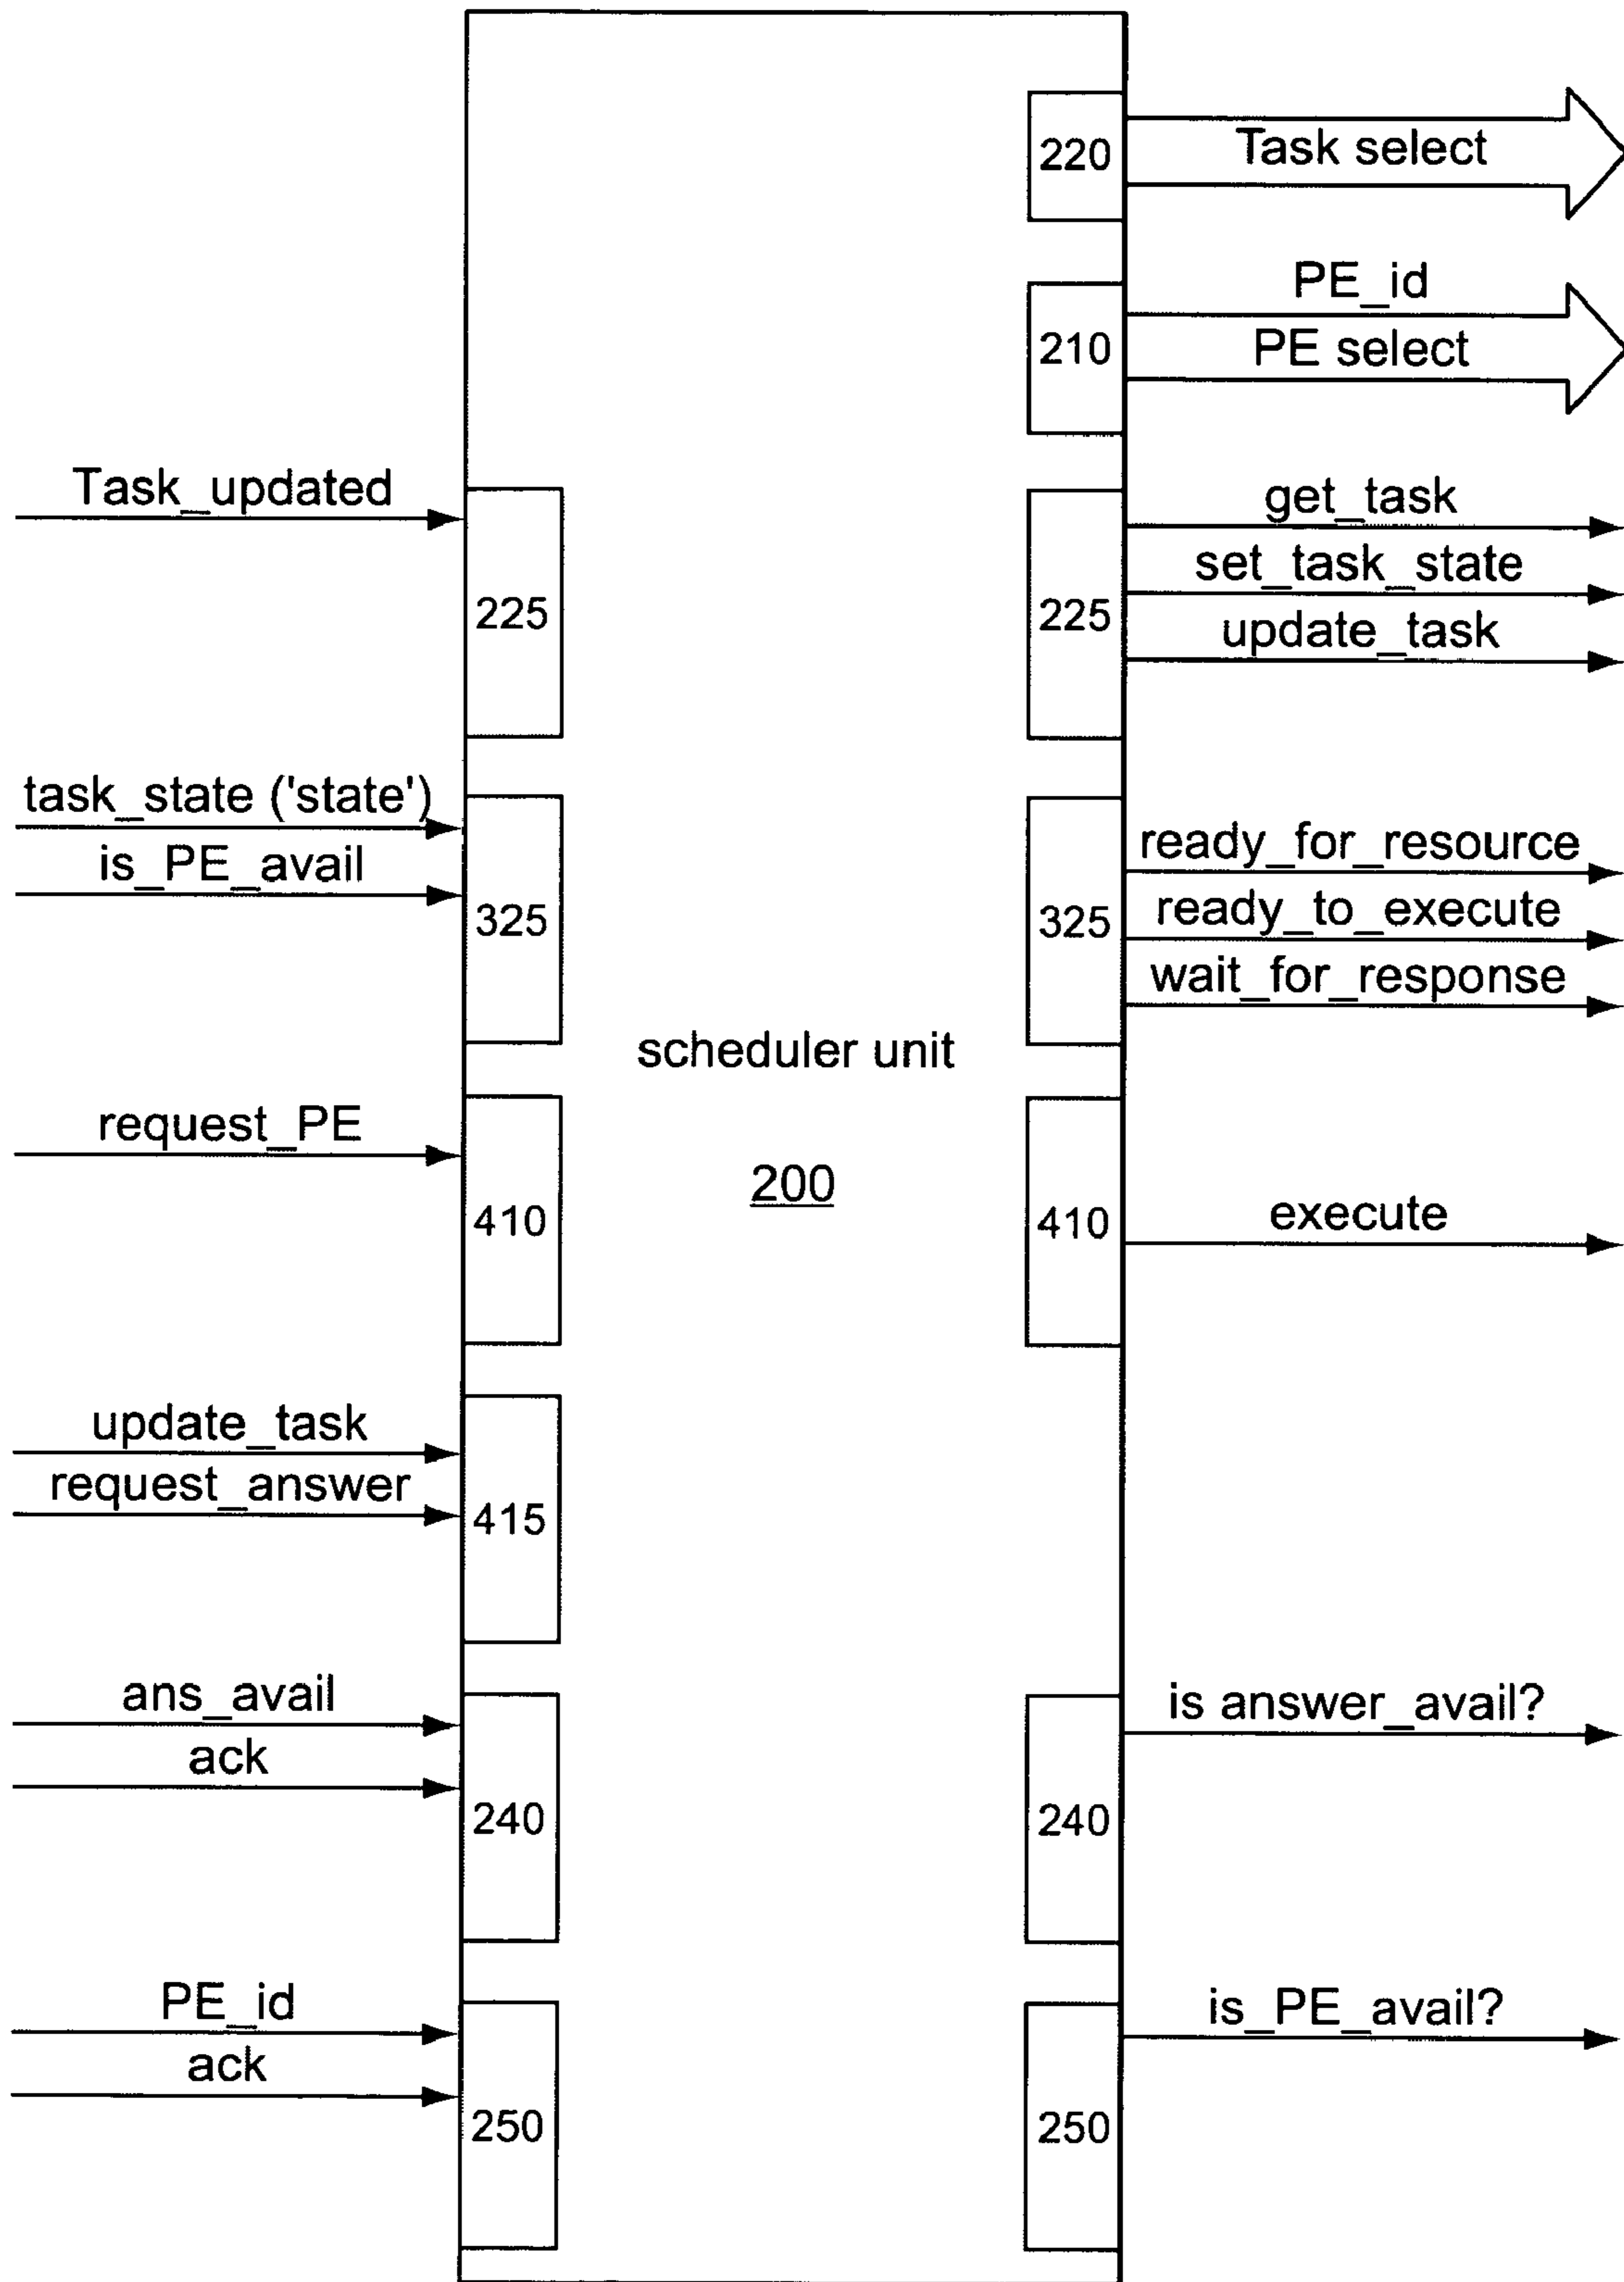 220
Task select
PE_id
210
PE select
Task_updated
225
225
get_task
set_task_state
update_task
task_state ('state')
is_PE_avail
325
325
ready_for_resource
ready_to_execute
wait_for_response
scheduler unit
200
request_PE
410
410
execute
update_task
request_answer
415
ans_avail
ack
240
240
is answer_avail?
PE_id
ack
250
250
is_PE_avail?